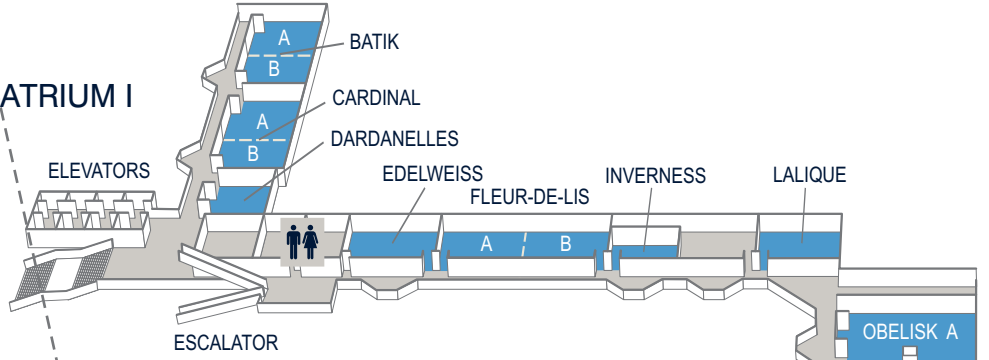 A
BATIK
B
ATRIUM I
CARDINAL
A
DARDANELLES
B
ELEVATORS
EDELWEISS
INVERNESS
LALIQUE
FLEUR-DE-LIS
A
B
OBELISK A
ESCALATOR